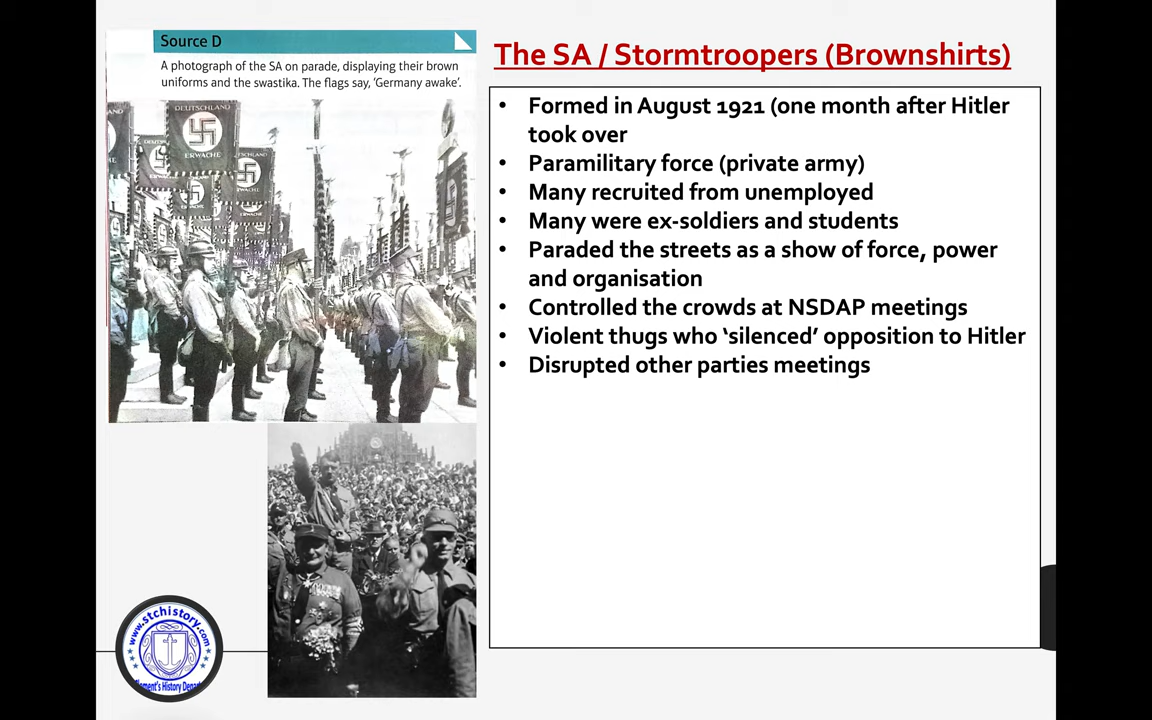 Source D
A photograph of the SA on parade, displaying their brown
uniforms and the swastika. The flags say, 'Germany awake'.
DEUTSCHLAND
ERWACHE
The SA / Stormtroopers (Brownshirts)
• Formed in August 1921 (one month after Hitler
took over
• Paramilitary force (private army)
• Many recruited from unemployed
• Many were ex-soldiers and students
• Paraded the streets as a show of force, power
and organisation
• Controlled the crowds at NSDAP meetings
• Violent thugs who ‘silenced’ opposition to Hitler
• Disrupted other parties meetings
www.stchistory.com